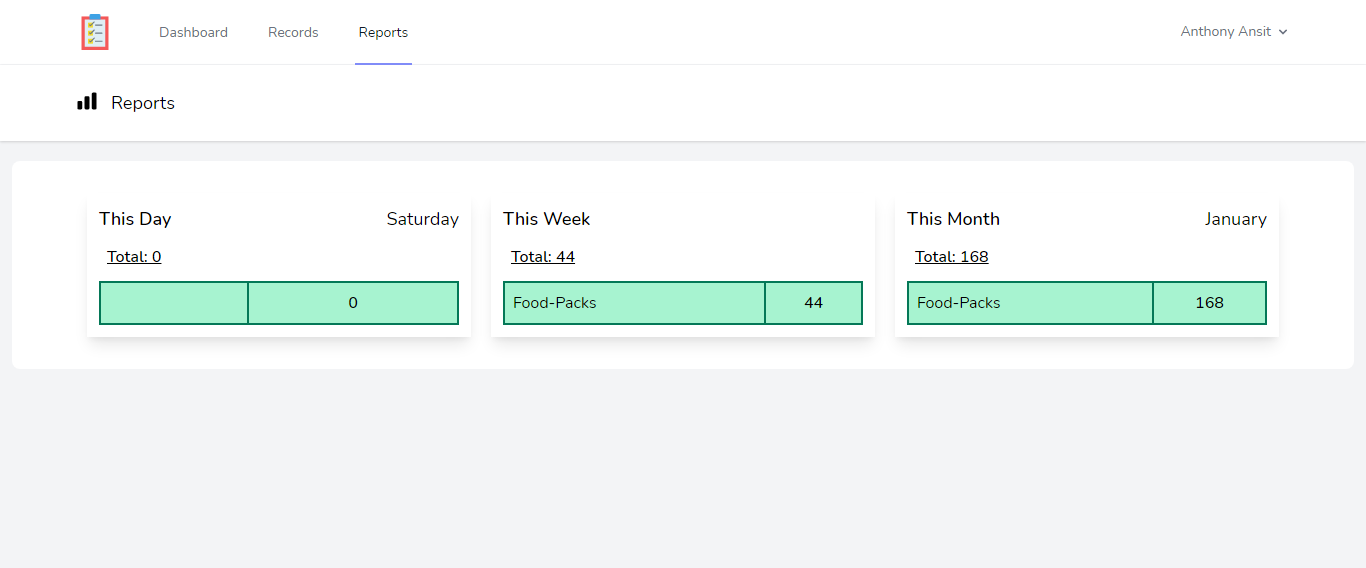 Dashboard Records Reports Anthony Ansit
Reports
This Day Saturday
Total: 0
0
This Week
Total: 44
Food-Packs 44
This Month January
Total: 168
Food-Packs 168